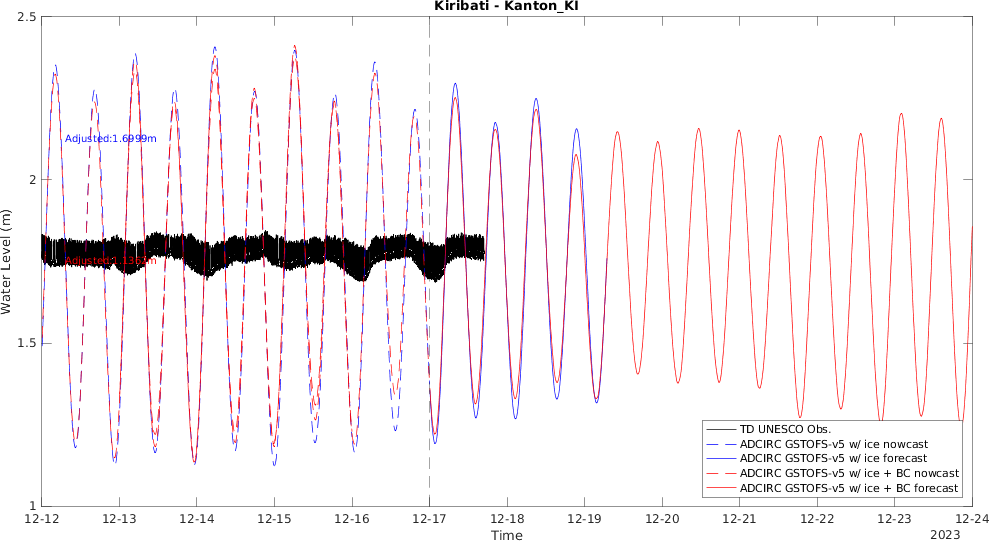 Kiribati - Kanton_KI
2.5
2
1.5
1
Water Level (m)
Adjusted:1.6999m
Adjusted:
12-12
12-13
12-14
12-15
12-16
12-17
12-18
12-19
12-20
12-21
12-22
12-23
12-24
Time
2023
TD UNESCO Obs.
ADCIRC GSTOFS-v5 w/ ice nowcast
ADCIRC GSTOFS-v5 w/ ice forecast
ADCIRC GSTOFS-v5 w/ ice + BC nowcast
ADCIRC GSTOFS-v5 w/ ice + BC forecast